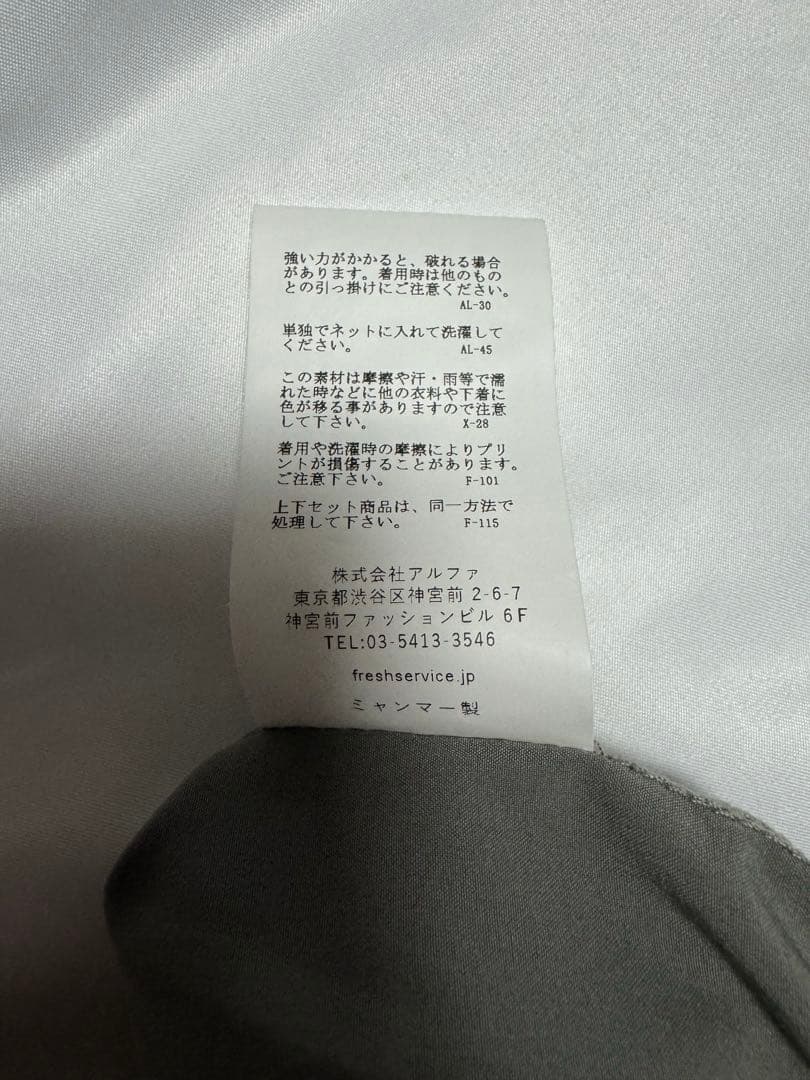 強い力がかかると、破れる場合
があります。着用時は他のもの
との引っ掛けにご注意ください。
AL-30
単独でネットに入れて洗濯して
ください。 AL-45
この素材は摩擦や汗・雨等で濡
れた時などに他の衣料や下着に
色が移る事がありますので注意
して下さい。 X-28
着用や洗濯時の摩擦によりプリ
ントが損傷することがあります。
ご注意下さい。 F-101
上下セット商品は、同一方法で
処理して下さい。 F-115
株式会社アルファ
東京都渋谷区神宮前 2-6-7
神宮前ファッションビル 6F
TEL:03-5413-3546
freshservice.jp
ミャンマー製